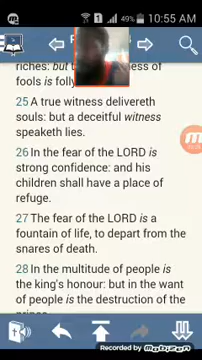 49% 10:55 AM
riches: but the ness of
fools is folly
25 A true witness delivereth
souls: but a deceitful witness
speaketh lies.
26 In the fear of the LORD is
strong confidence: and his
children shall have a place of
refuge.
27 The fear of the LORD is a
fountain of life, to depart from the
snares of death.
28 In the multitude of people is
the king's honour: but in the want
of people is the destruction of the
Recorded by
Mobizen